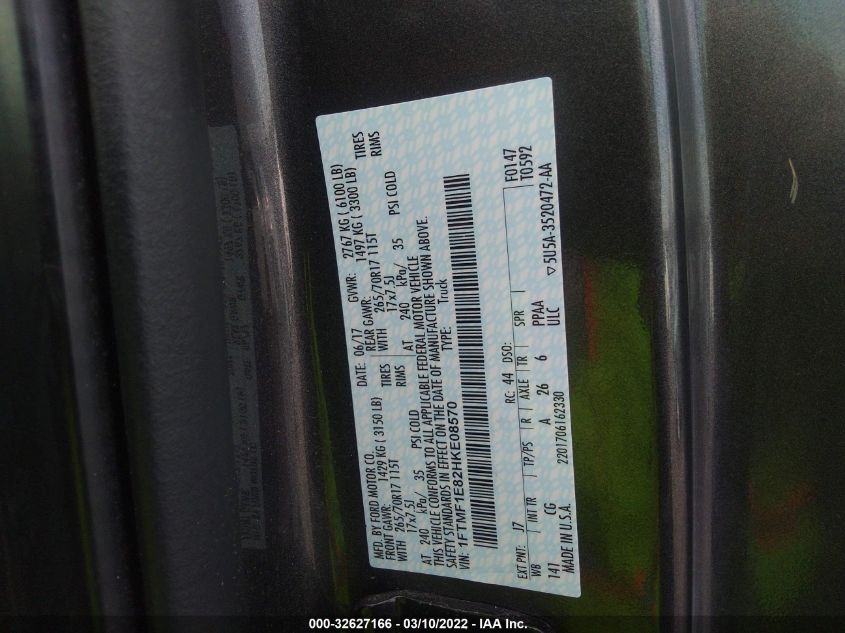 MFD. BY FORD MOTOR CO.
DATE: 06/17 GVWR: 2767 KG ( 6100 LB)
FRONT GAWR: 1429 KG ( 3150 LB) REAR GAWR: 1497 KG ( 3300 LB)
WITH 265/70R17 115T TIRES WITH 265/70R17 115T TIRES
17x7.5J RIMS 17x7.5J RIMS
AT 240 kPa/ 35 PSI COLD AT 240 kPa/ 35 PSI COLD
THIS VEHICLE CONFORMS TO ALL APPLICABLE FEDERAL MOTOR VEHICLE
SAFETY STANDARDS IN EFFECT ON THE DATE OF MANUFACTURE SHOWN ABOVE.
VIN: 1FTMF1E82HKE08570 TYPE: Truck
F0147
T0592
EXT PNT: J7 RC: 44 DSO:
WB INT TR TP/PS R AXLE TR SPR
141 CG A 26 6 PPAA
ULC
MADE IN U.S.A. 2201706162330 ▽5U5A-3520472-AA
000-32627166 - 03/10/2022 - IAA Inc.